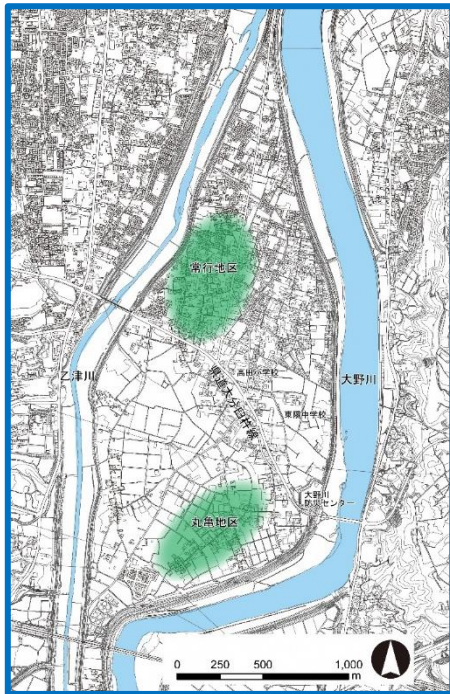 常行地区
乙津川
高田小学校
県道大分臼杵線
大野川
東陽中学校
大野川
防災センター
丸亀地区
0 250 500 1,000
m